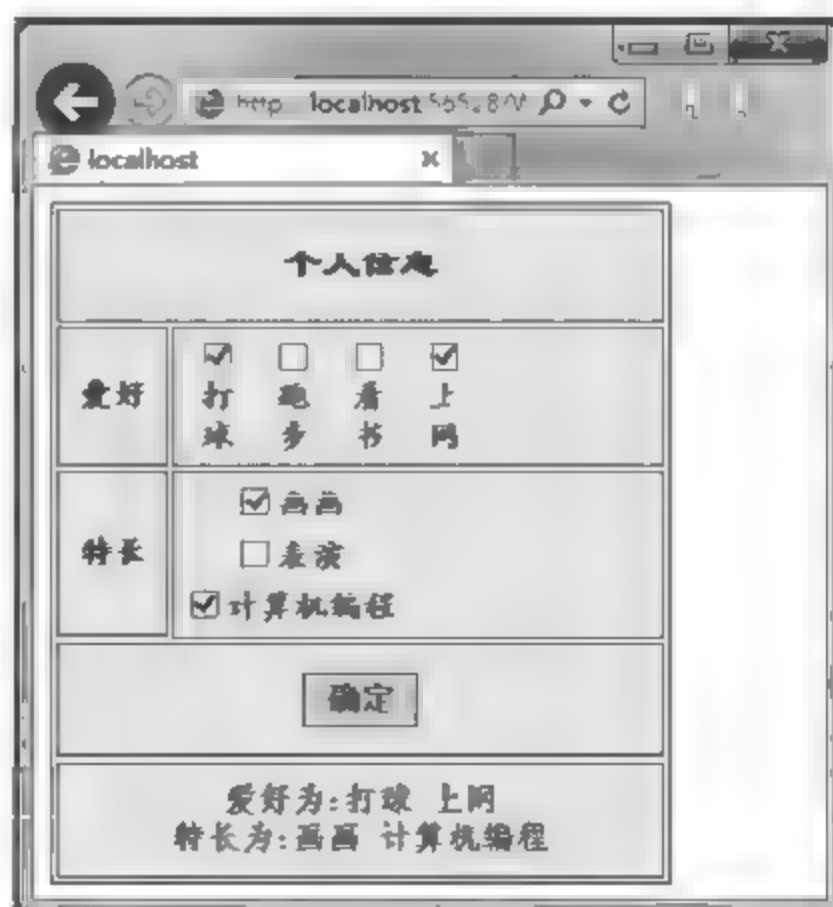 localhost
localhost
个人信息
爱好
打球
跑步
看书
上网
特长
画画
表演
计算机编程
确定
爱好为:打球 上网
特长为:画画 计算机编程